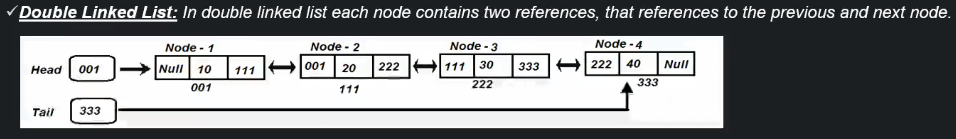 ✓Double Linked List: In double linked list each node contains two references, that references to the previous and next node.
Node - 1 Node - 2 Node - 3 Node - 4
Head 001 Null 10 111 001 20 222 111 30 333 222 40 Null
001 111 222 333
Tail 333